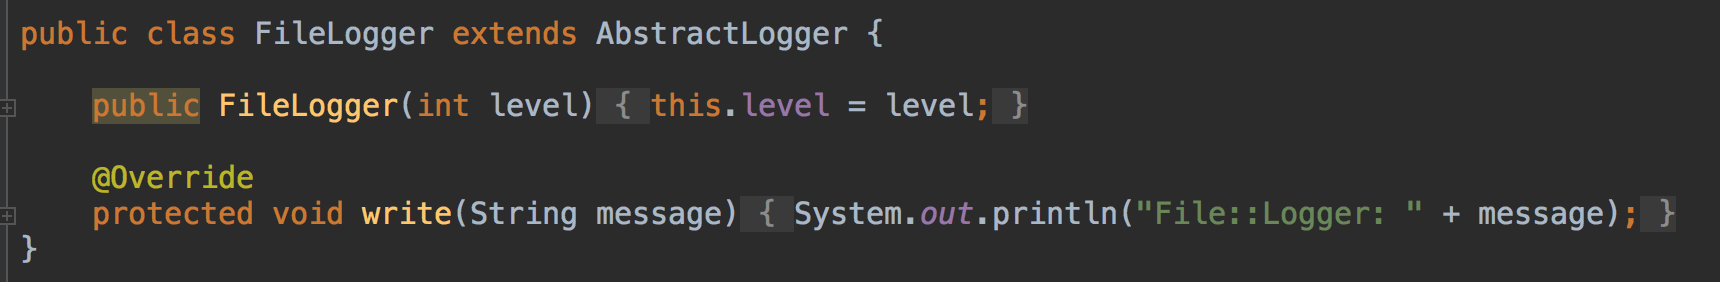 public class FileLogger extends AbstractLogger {
public FileLogger(int level) { this.level = level; }
@Override
protected void write(String message) { System.out.println("File::Logger: " + message); }
}